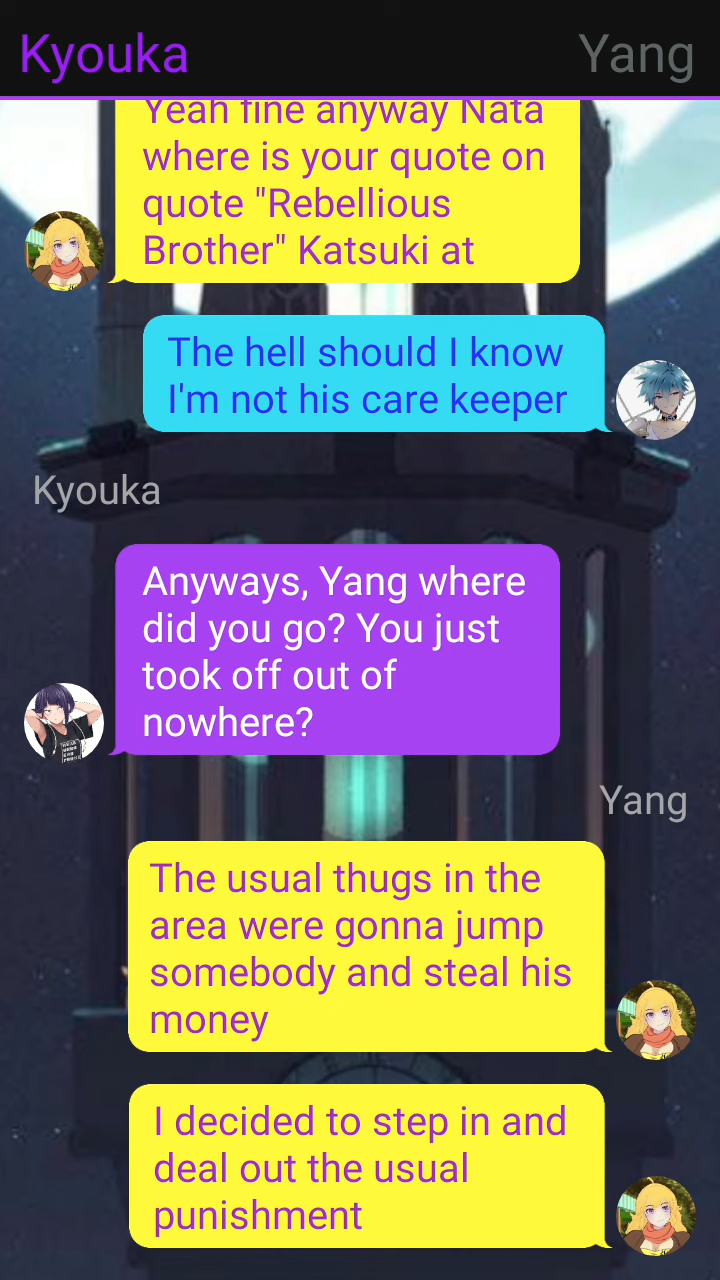 Kyouka
Yang
Yeah fine anyway Nata
where is your quote on
quote "Rebellious
Brother" Katsuki at
The hell should I know
I'm not his care keeper
Kyouka
Anyways, Yang where
did you go? You just
took off out of
nowhere?
Yang
The usual thugs in the
area were gonna jump
somebody and steal his
money
I decided to step in and
deal out the usual
punishment